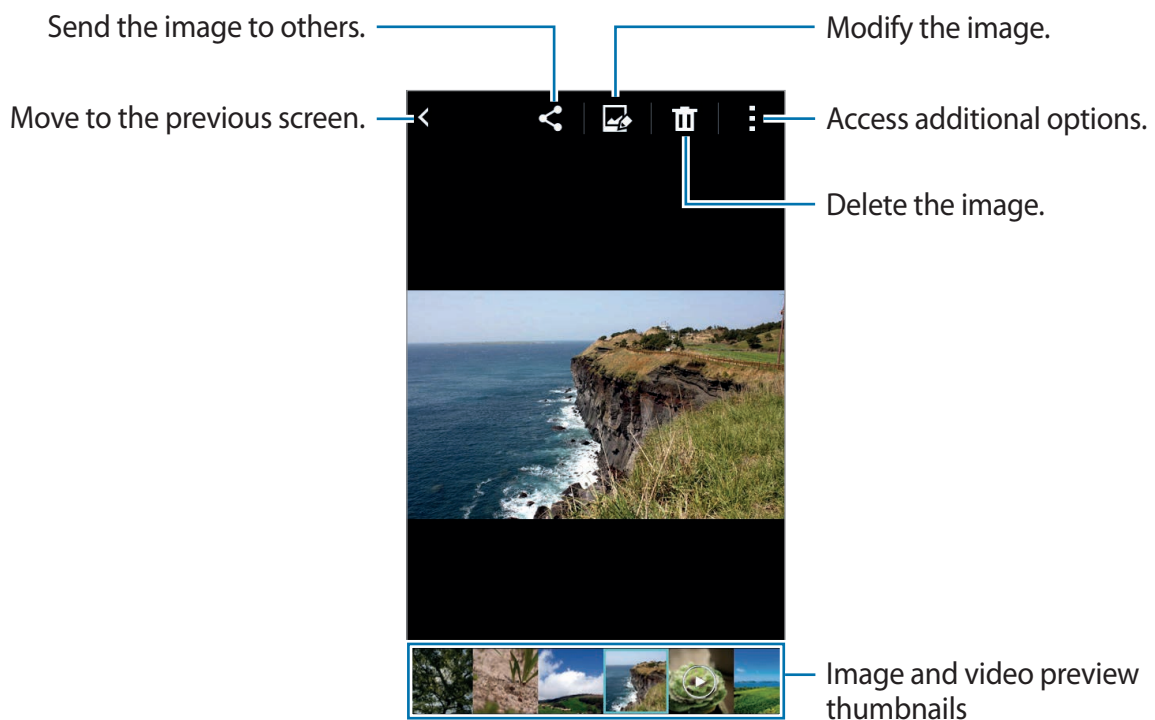 Send the image to others.
Modify the image.
Move to the previous screen.
Access additional options.
Delete the image.
Image and video preview
thumbnails